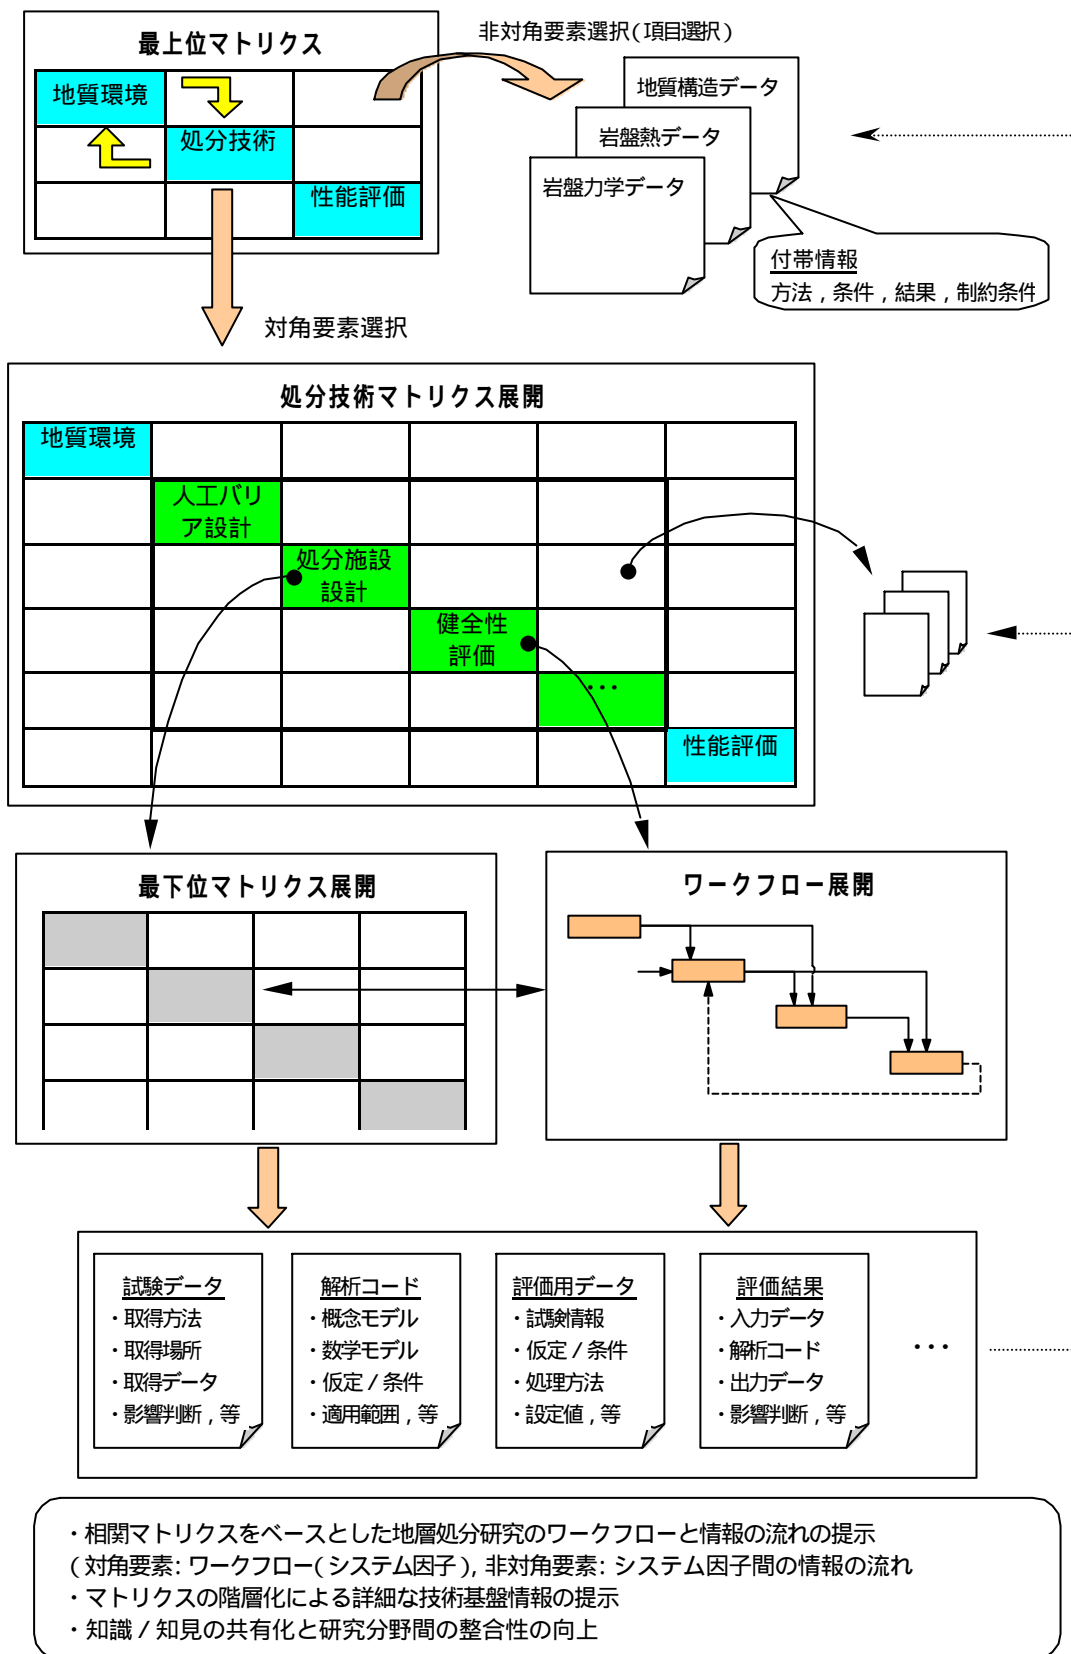 最上位マトリクス
非対角要素選択(項目選択)
地質環境
処分技術
性能評価
地質構造データ
岩盤熱データ
岩盤力学データ
付帯情報
方法，条件，結果，制約条件
対角要素選択
処分技術マトリクス展開
地質環境
人工バリ
ア設計
処分施設
設計
健全性
評価
…
性能評価
最下位マトリクス展開
ワークフロー展開
試験データ
・取得方法
・取得場所
・取得データ
・影響判断，等
解析コード
・概念モデル
・数学モデル
・仮定／条件
・適用範囲，等
評価用データ
・試験情報
・仮定／条件
・処理方法
・設定値，等
評価結果
・入力データ
・解析コード
・出力データ
・影響判断，等
…
・相関マトリクスをベースとした地層処分研究のワークフローと情報の流れの提示
(対角要素: ワークフロー(システム因子), 非対角要素: システム因子間の情報の流れ
・マトリクスの階層化による詳細な技術基盤情報の提示
・知識／知見の共有化と研究分野間の整合性の向上